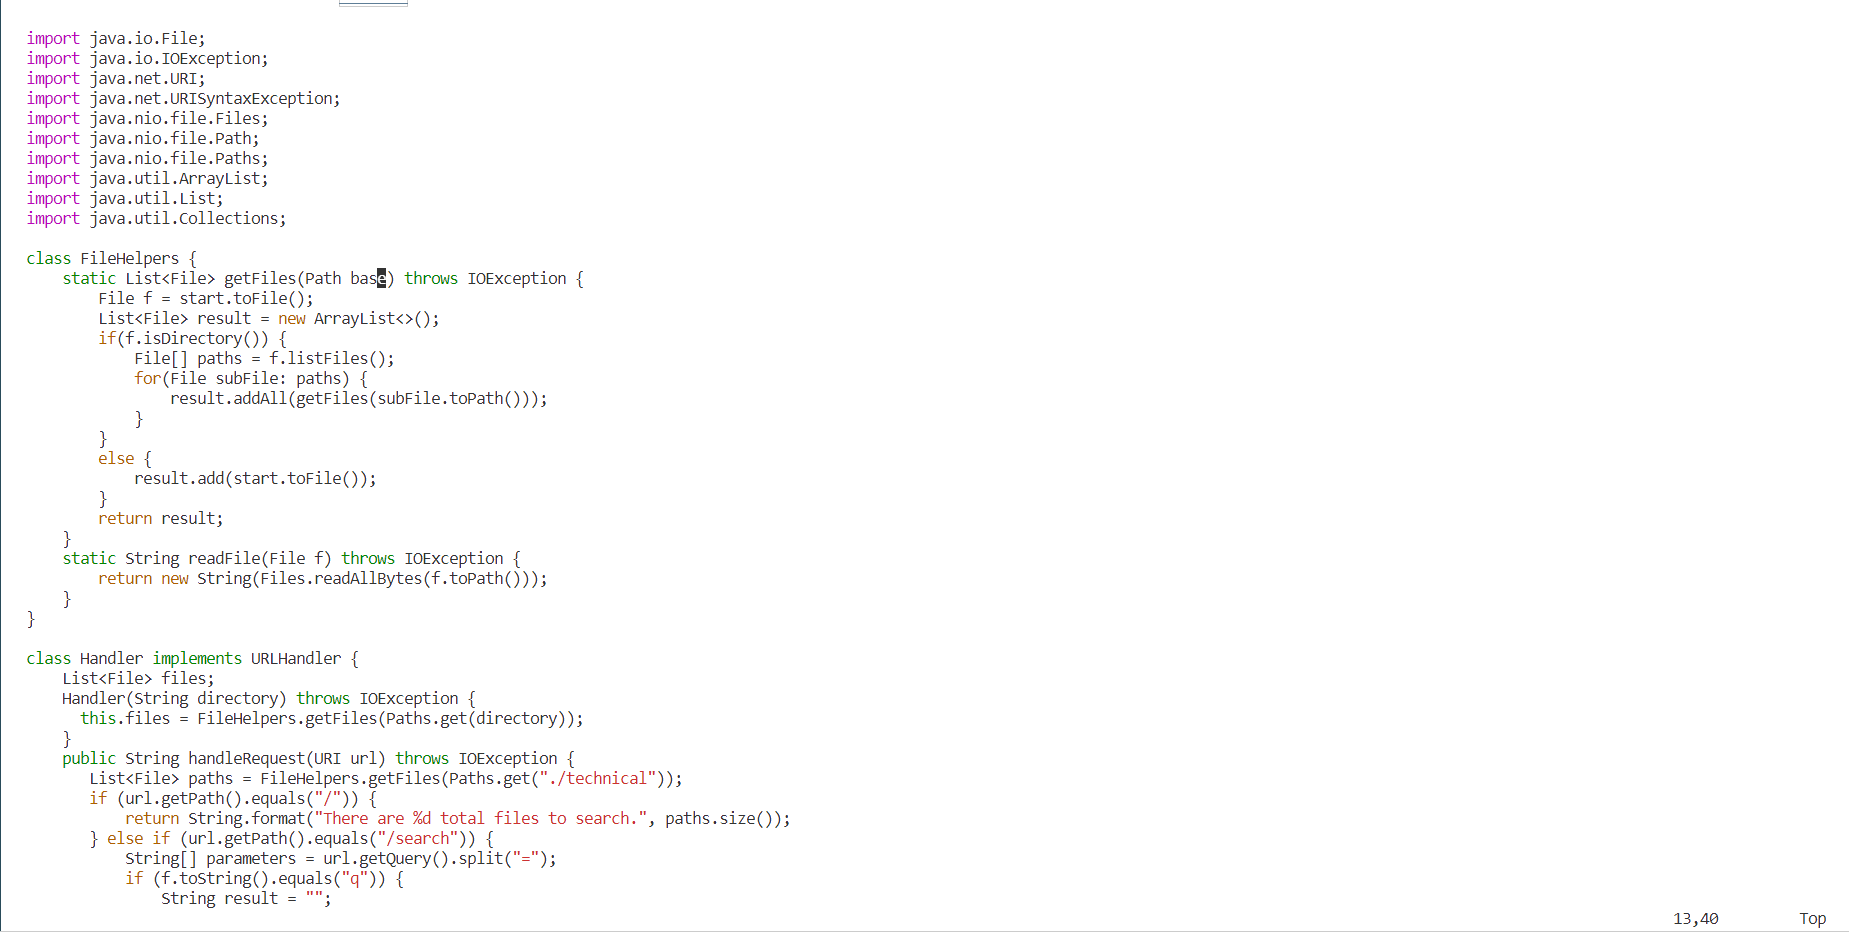 import java.io.File;
import java.io.IOException;
import java.net.URI;
import java.net.URISyntaxException;
import java.nio.file.Files;
import java.nio.file.Path;
import java.nio.file.Paths;
import java.util.ArrayList;
import java.util.List;
import java.util.Collections;

class FileHelpers {
    static List<File> getFiles(Path base) throws IOException {
        File f = start.toFile();
        List<File> result = new ArrayList<>();
        if(f.isDirectory()) {
            File[] paths = f.listFiles();
            for(File subFile: paths) {
                result.addAll(getFiles(subFile.toPath()));
            }
        }
        else {
            result.add(start.toFile());
        }
        return result;
    }
    static String readFile(File f) throws IOException {
        return new String(Files.readAllBytes(f.toPath()));
    }
}

class Handler implements URLHandler {
    List<File> files;
    Handler(String directory) throws IOException {
      this.files = FileHelpers.getFiles(Paths.get(directory));
    }
    public String handleRequest(URI url) throws IOException {
       List<File> paths = FileHelpers.getFiles(Paths.get("./technical"));
       if (url.getPath().equals("/")) {
           return String.format("There are %d total files to search.", paths.size());
       } else if (url.getPath().equals("/search")) {
           String[] parameters = url.getQuery().split("=");
           if (f.toString().equals("q")) {
               String result = "";
13,40 Top